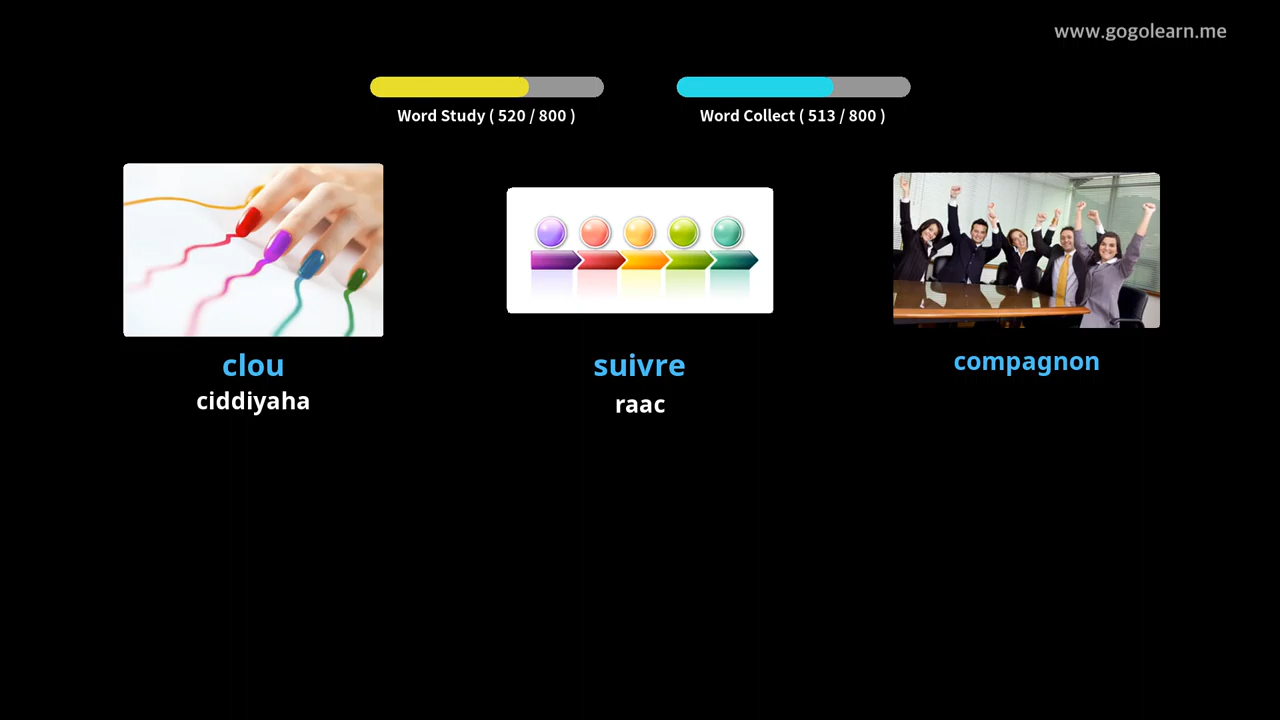 www.gogolearn.me
Word Study ( 520 / 800 )
Word Collect ( 513 / 800 )
clou
ciddiyaha
suivre
raac
compagnon